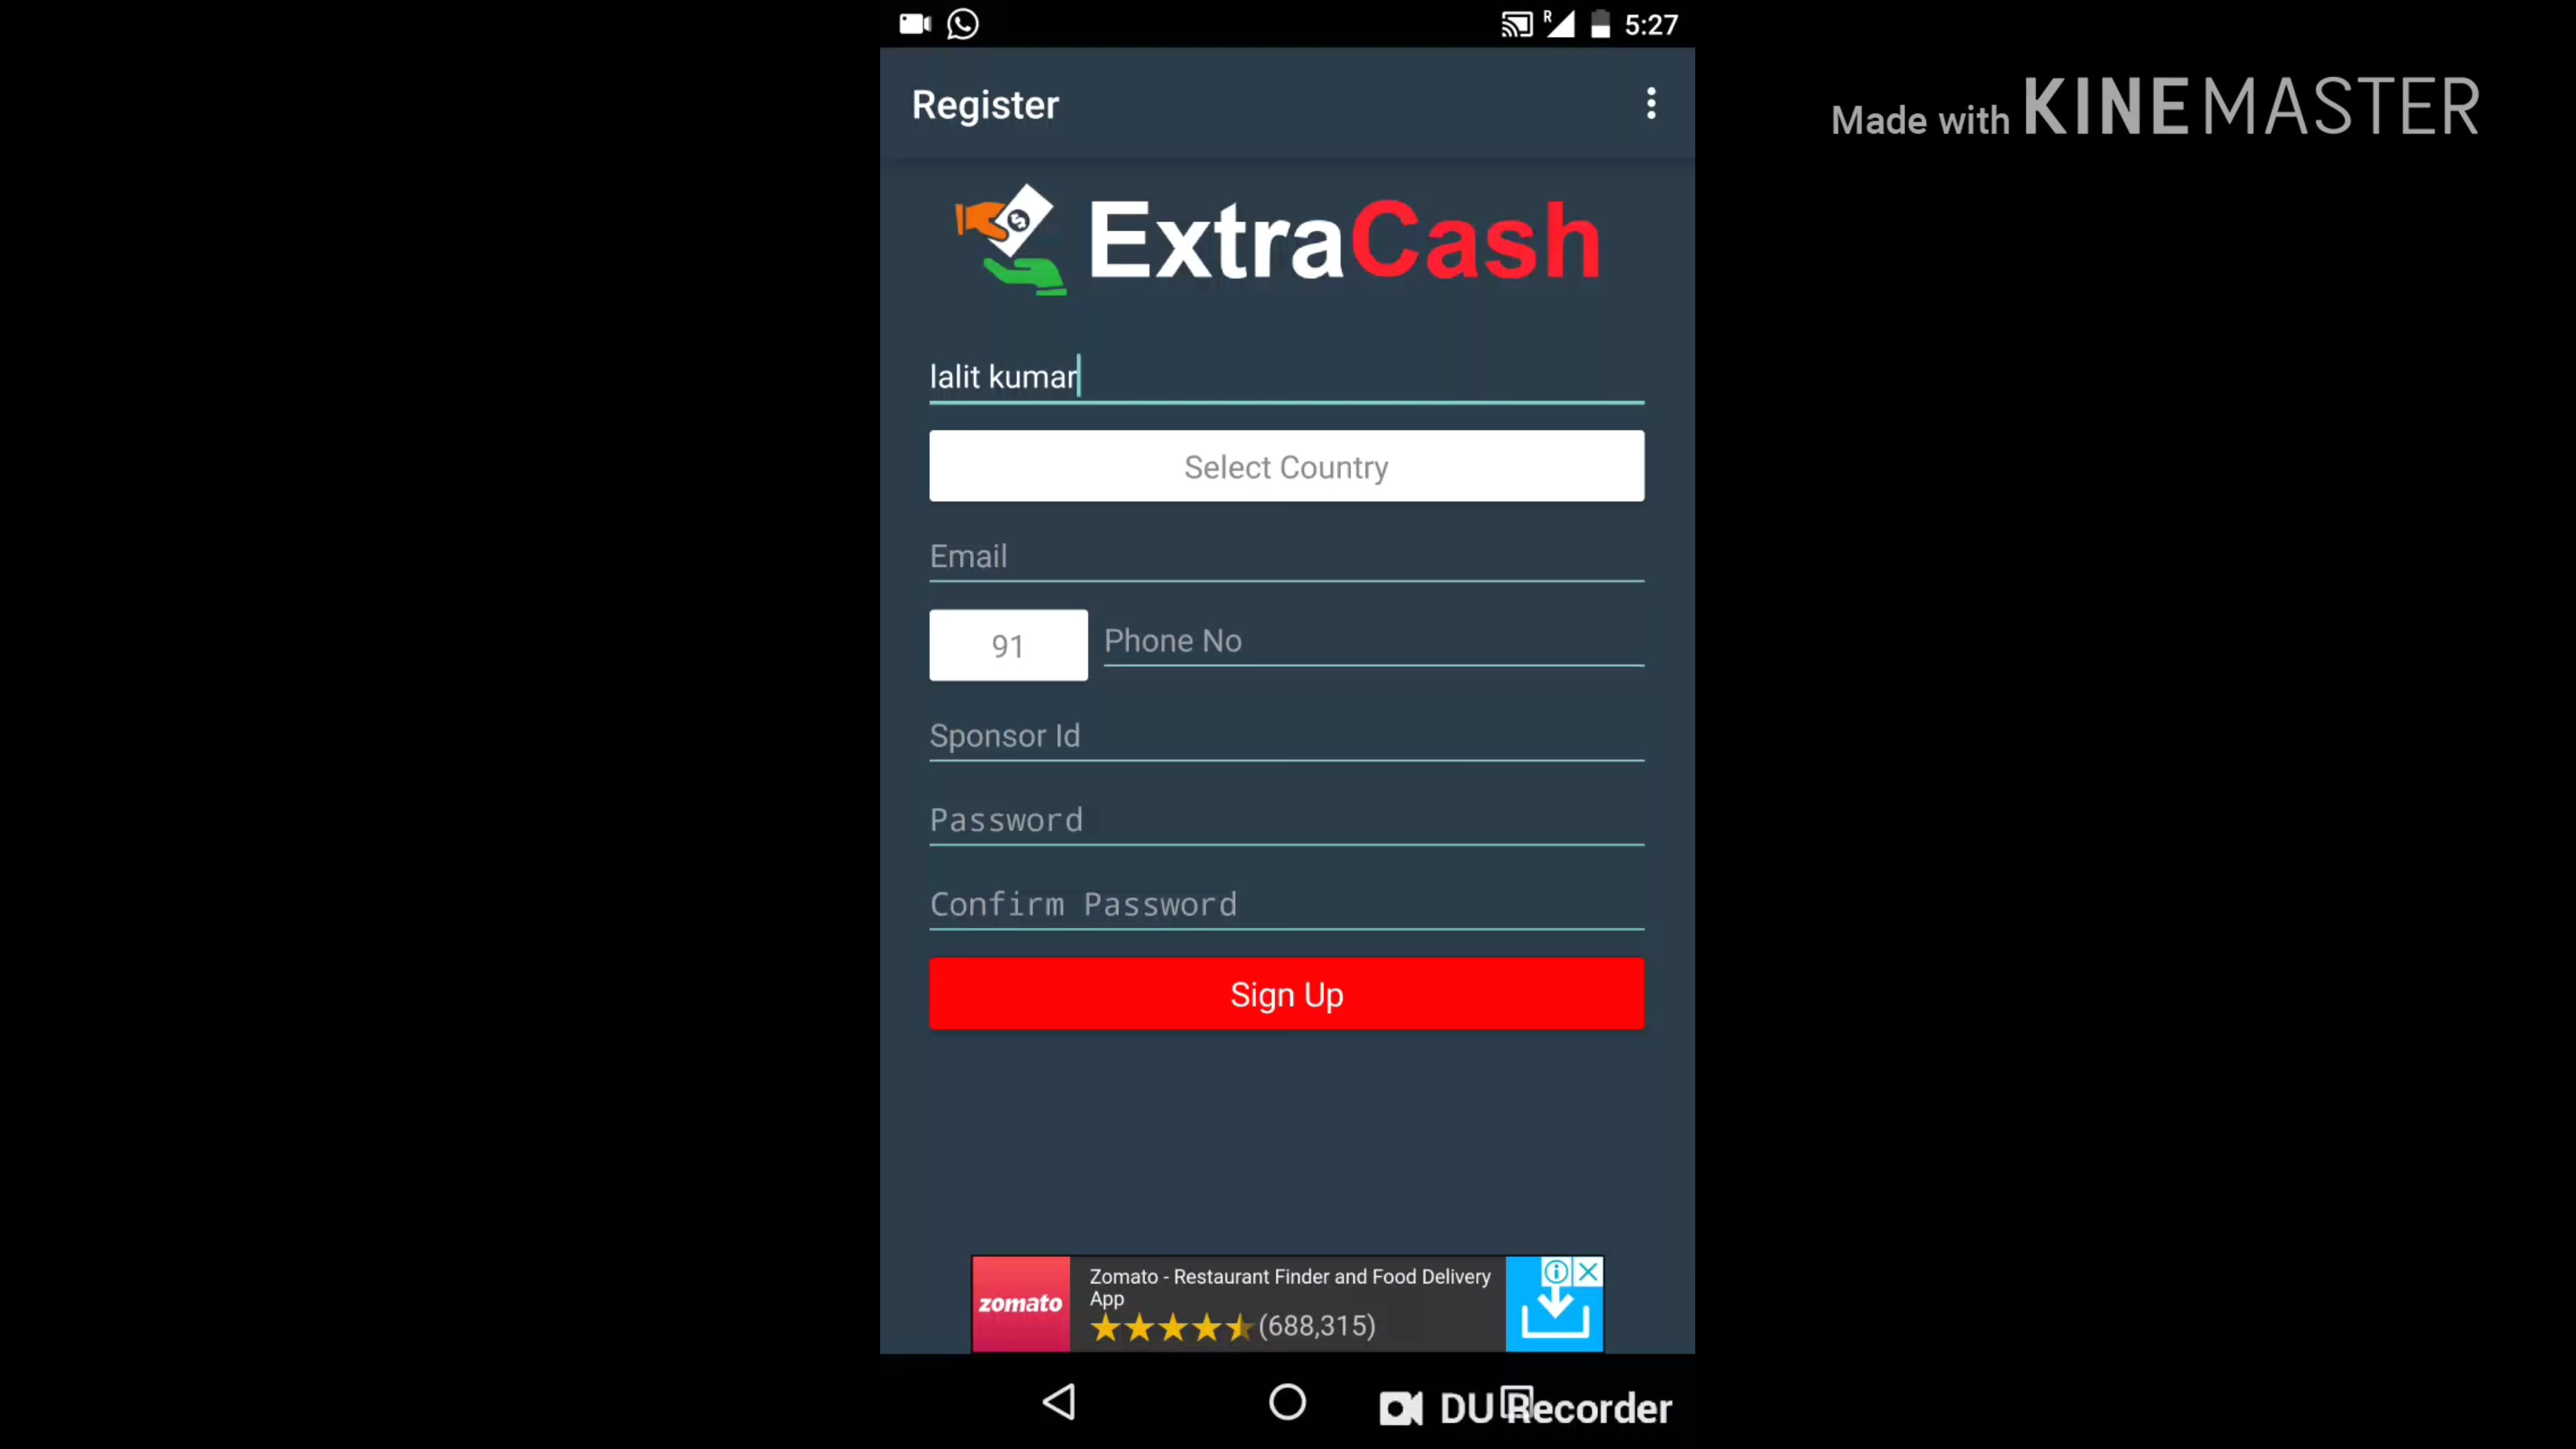 R 5:27
Register
Made with KINEMASTER
ExtraCash
lalit kumar
Select Country
Email
91 Phone No
Sponsor Id
Password
Confirm Password
Sign Up
zomato
Zomato - Restaurant Finder and Food Delivery
App
(688,315)
DU Recorder